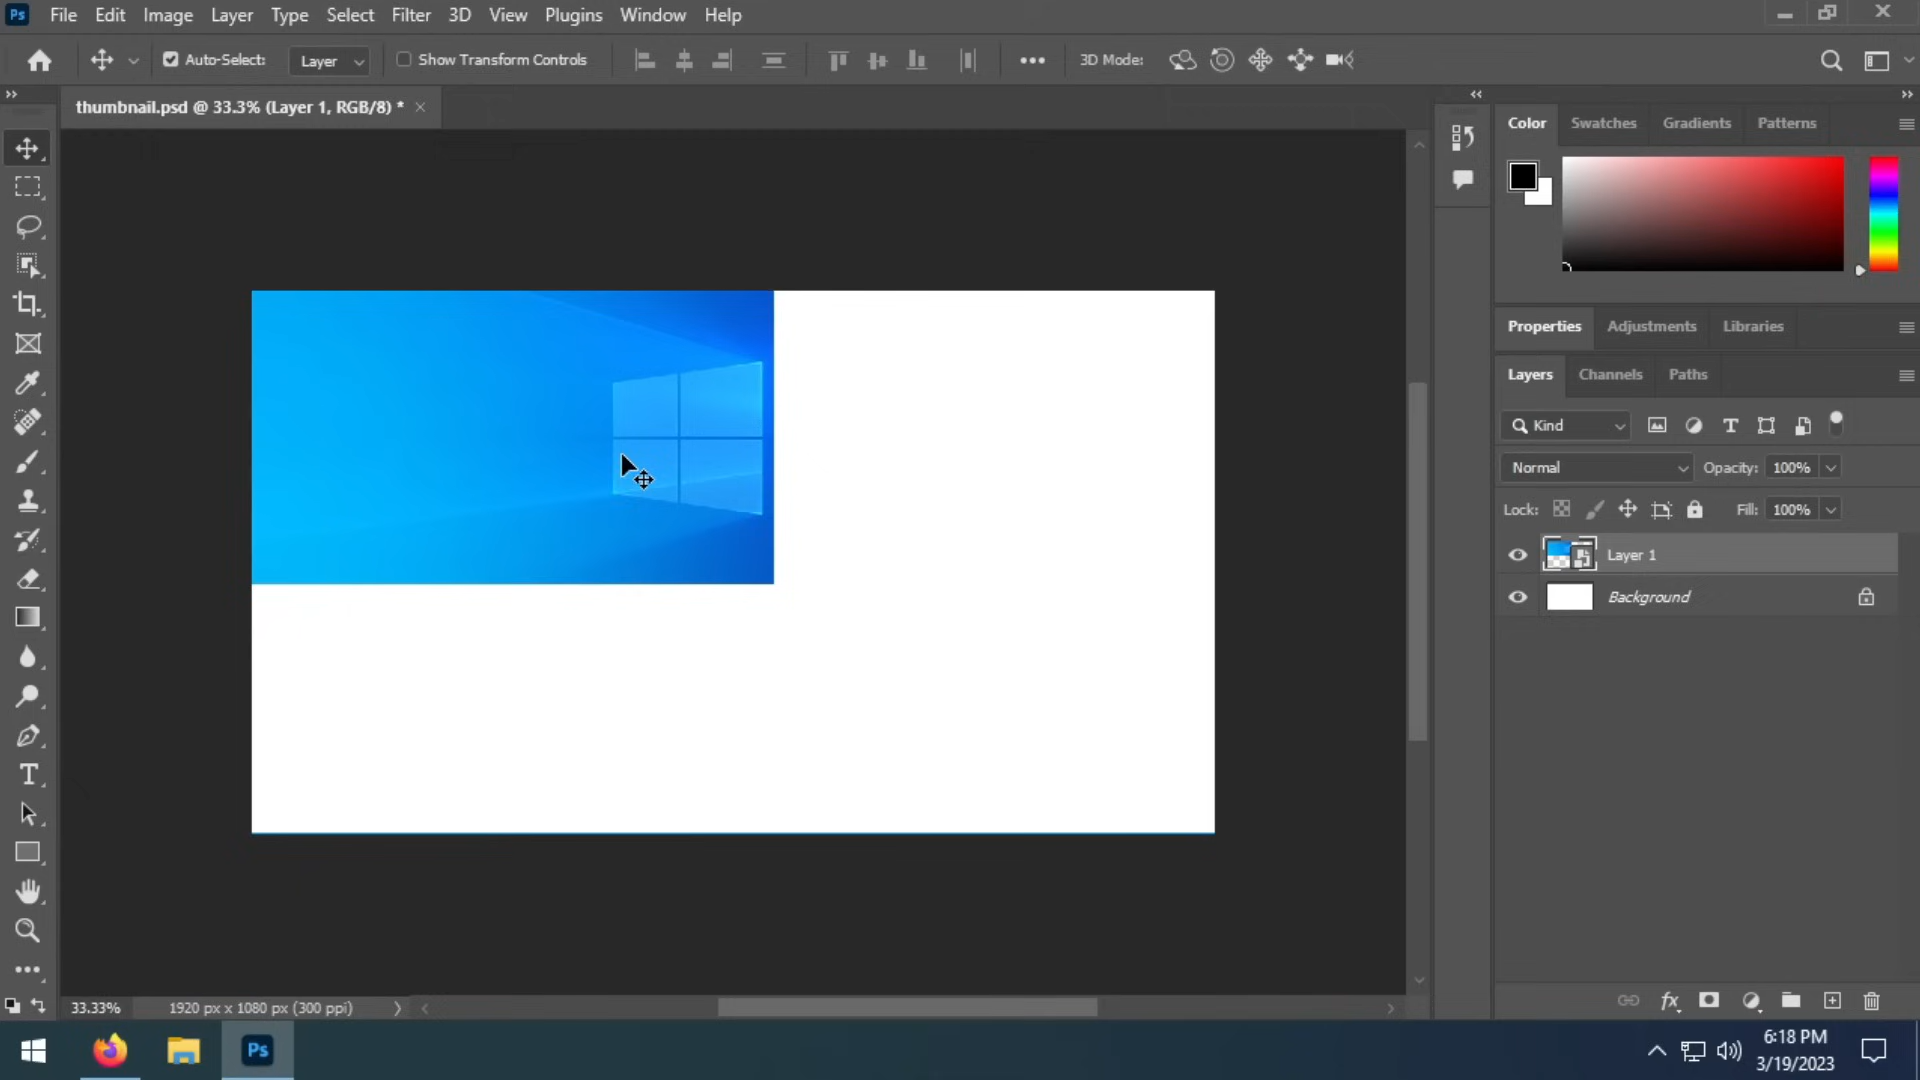 Ps File Edit Image Layer Type Select Filter 3D View Plugins Window Help
Auto-Select: Layer Show Transform Controls 3D Mode:
thumbnail.psd @ 33.3% (Layer 1, RGB/8) *
Color Swatches Gradients Patterns
Properties Adjustments Libraries
Layers Channels Paths
Kind
Normal Opacity: 100%
Lock: Fill: 100%
Layer 1
Background
33.33% 1920 px x 1080 px (300 ppi)
fx
Ps
6:18 PM
3/19/2023